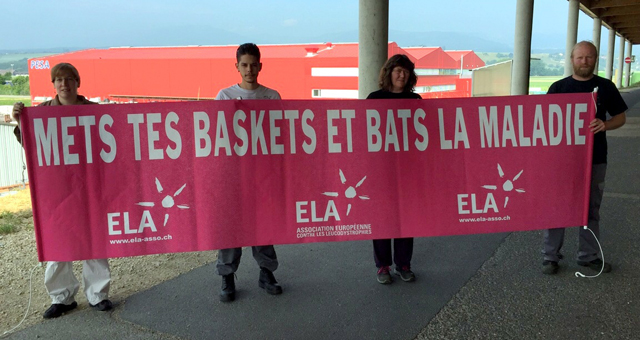 PEKA
METS TES BASKETS ET BATS LA MALADIE
ELA
www.ela-asso.ch
ELA
ASSOCIATION EUROPÉENNE
CONTRE LES LEUCODYSTROPHIES
ELA
www.ela-asso.ch